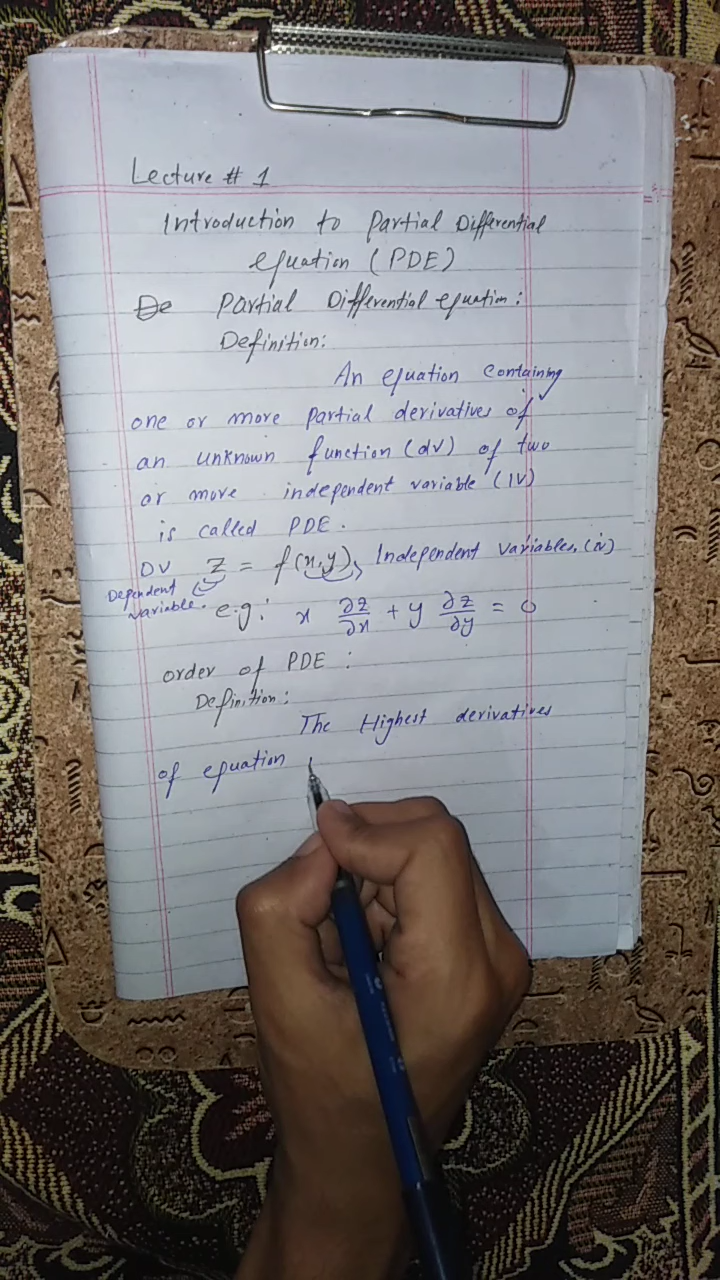 Lecture # 1
Introduction to Partial Differential
equation (PDE)
De Partial Differential equation:
Definition:
An equation containing
one or more partial derivatives of
an unknown function (dv) of two
or more independent variable (IV)
is called PDE.
DV z = f(x,y), Independent variables. (iv)
Dependent
variable.
e.g: x ∂z/∂x + y ∂z/∂y = 0
order of PDE :
Definition:
The Highest derivatives
of equation